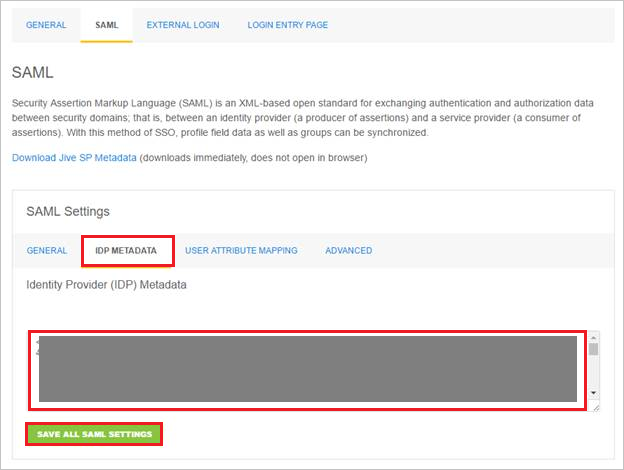 GENERAL SAML EXTERNAL LOGIN LOGIN ENTRY PAGE
SAML
Security Assertion Markup Language (SAML) is an XML-based open standard for exchanging authentication and authorization data
between security domains; that is, between an identity provider (a producer of assertions) and a service provider (a consumer of
assertions). With this method of SSO, profile field data as well as groups can be synchronized.
Download Jive SP Metadata (downloads immediately, does not open in browser)
SAML Settings
GENERAL IDP METADATA USER ATTRIBUTE MAPPING ADVANCED
Identity Provider (IDP) Metadata
SAVE ALL SAML SETTINGS